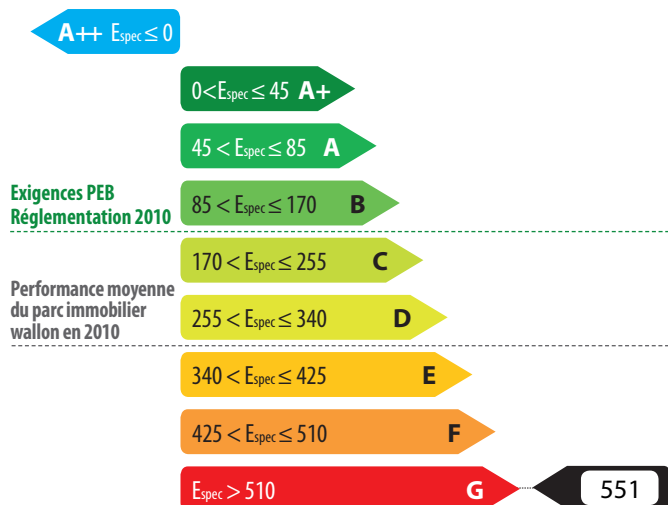 A++ Espec ≤ 0
0<Espec ≤ 45 A+
45 < Espec ≤ 85 A
Exigences PEB
Réglementation 2010
85 < Espec ≤ 170 B
170 < Espec ≤ 255 C
Performance moyenne
du parc immobilier
wallon en 2010
255 < Espec ≤ 340 D
340 < Espec ≤ 425 E
425 < Espec ≤ 510 F
Espec > 510 G
551